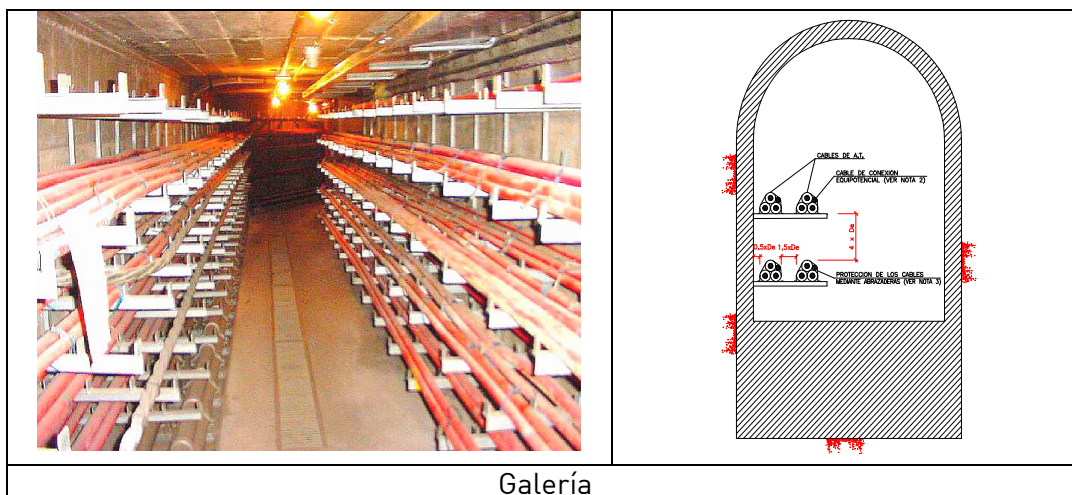 CABLES DE A.T.
CABLE DE CONEXION
EQUIPOTENCIAL (VER NOTA 2)
0,5xDe 1,5xDe
4 x De
PROTECCION DE LOS CABLES
MEDIANTE ABRAZADERAS (VER NOTA 3)
Galería